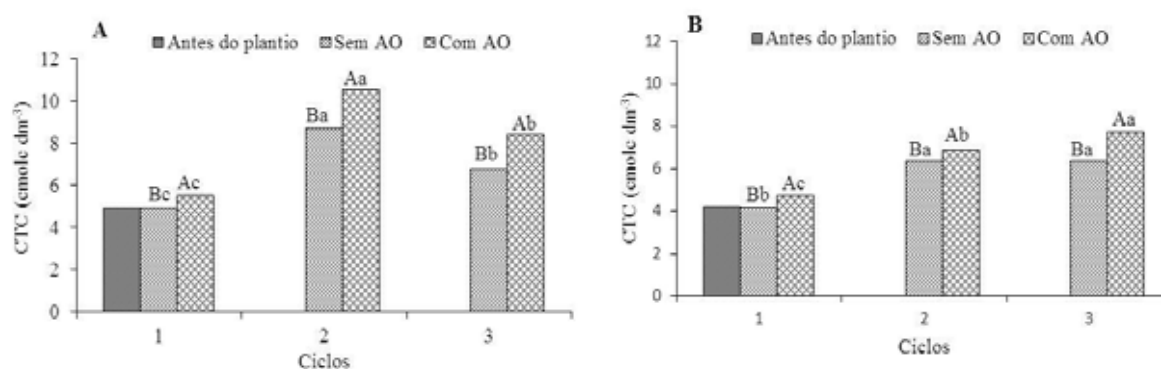 A
Antes do plantio Sem AO Com AO
CTC (cmolc dm-3)
12
10
8
6
4
2
0
Bc Ac
Ba Aa
Bb Ab
1 2 3
Ciclos
B
Antes do plantio Sem AO Com AO
CTC (cmolc dm-3)
12
10
8
6
4
2
0
Bb Ac
Ba Ab
Ba Aa
1 2 3
Ciclos